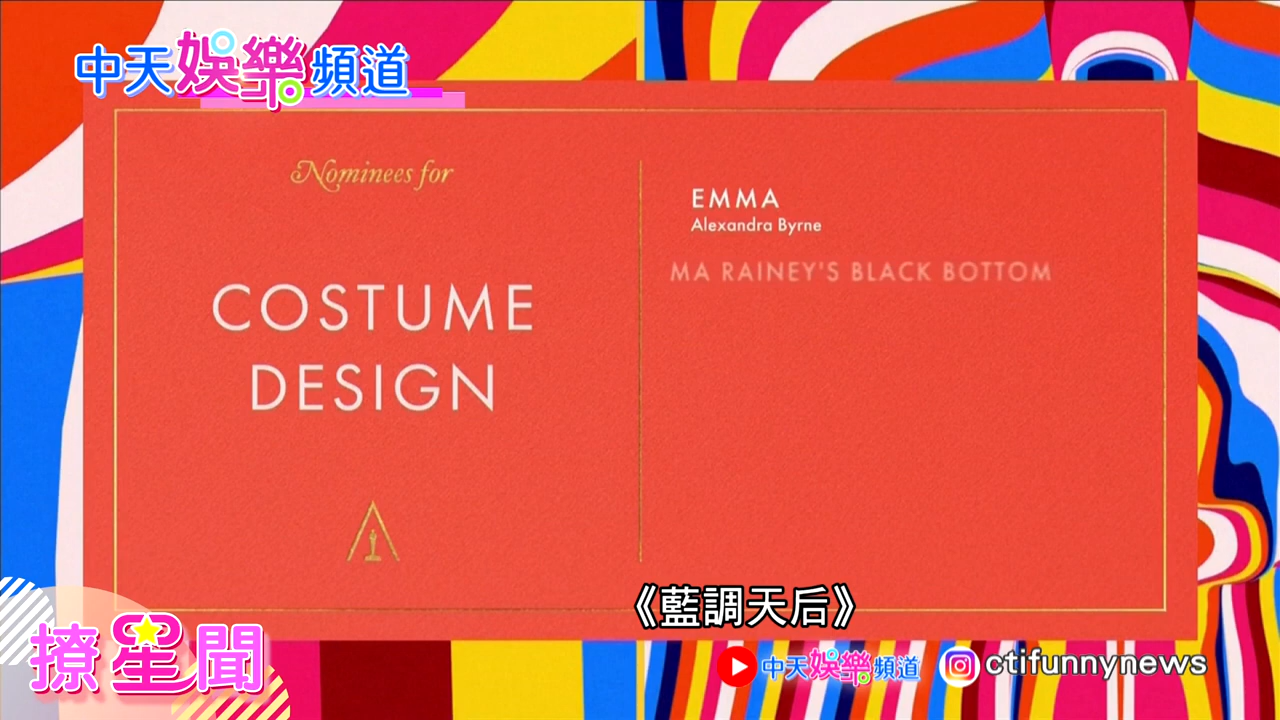 中天娛樂頻道
Nominees for
COSTUME
DESIGN
EMMA
Alexandra Byrne
MA RAINEY'S BLACK BOTTOM
《藍調天后》
撩星聞
中天娛樂頻道
ctifunnynews